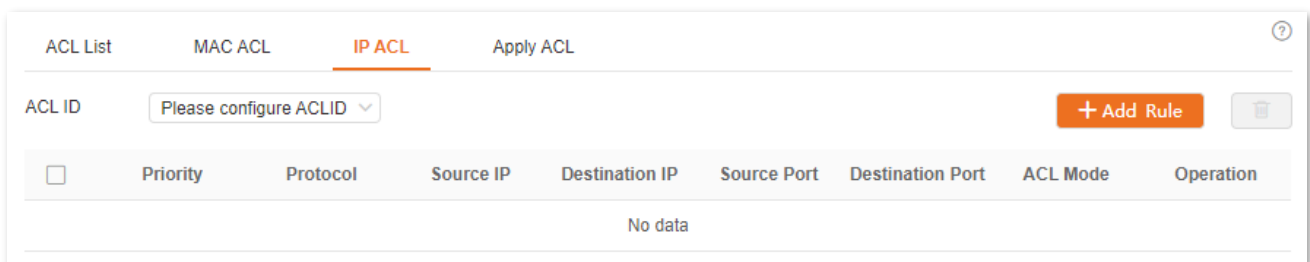 ACL List MAC ACL IP ACL Apply ACL ?
ACL ID Please configure ACLID + Add Rule
Priority Protocol Source IP Destination IP Source Port Destination Port ACL Mode Operation
No data